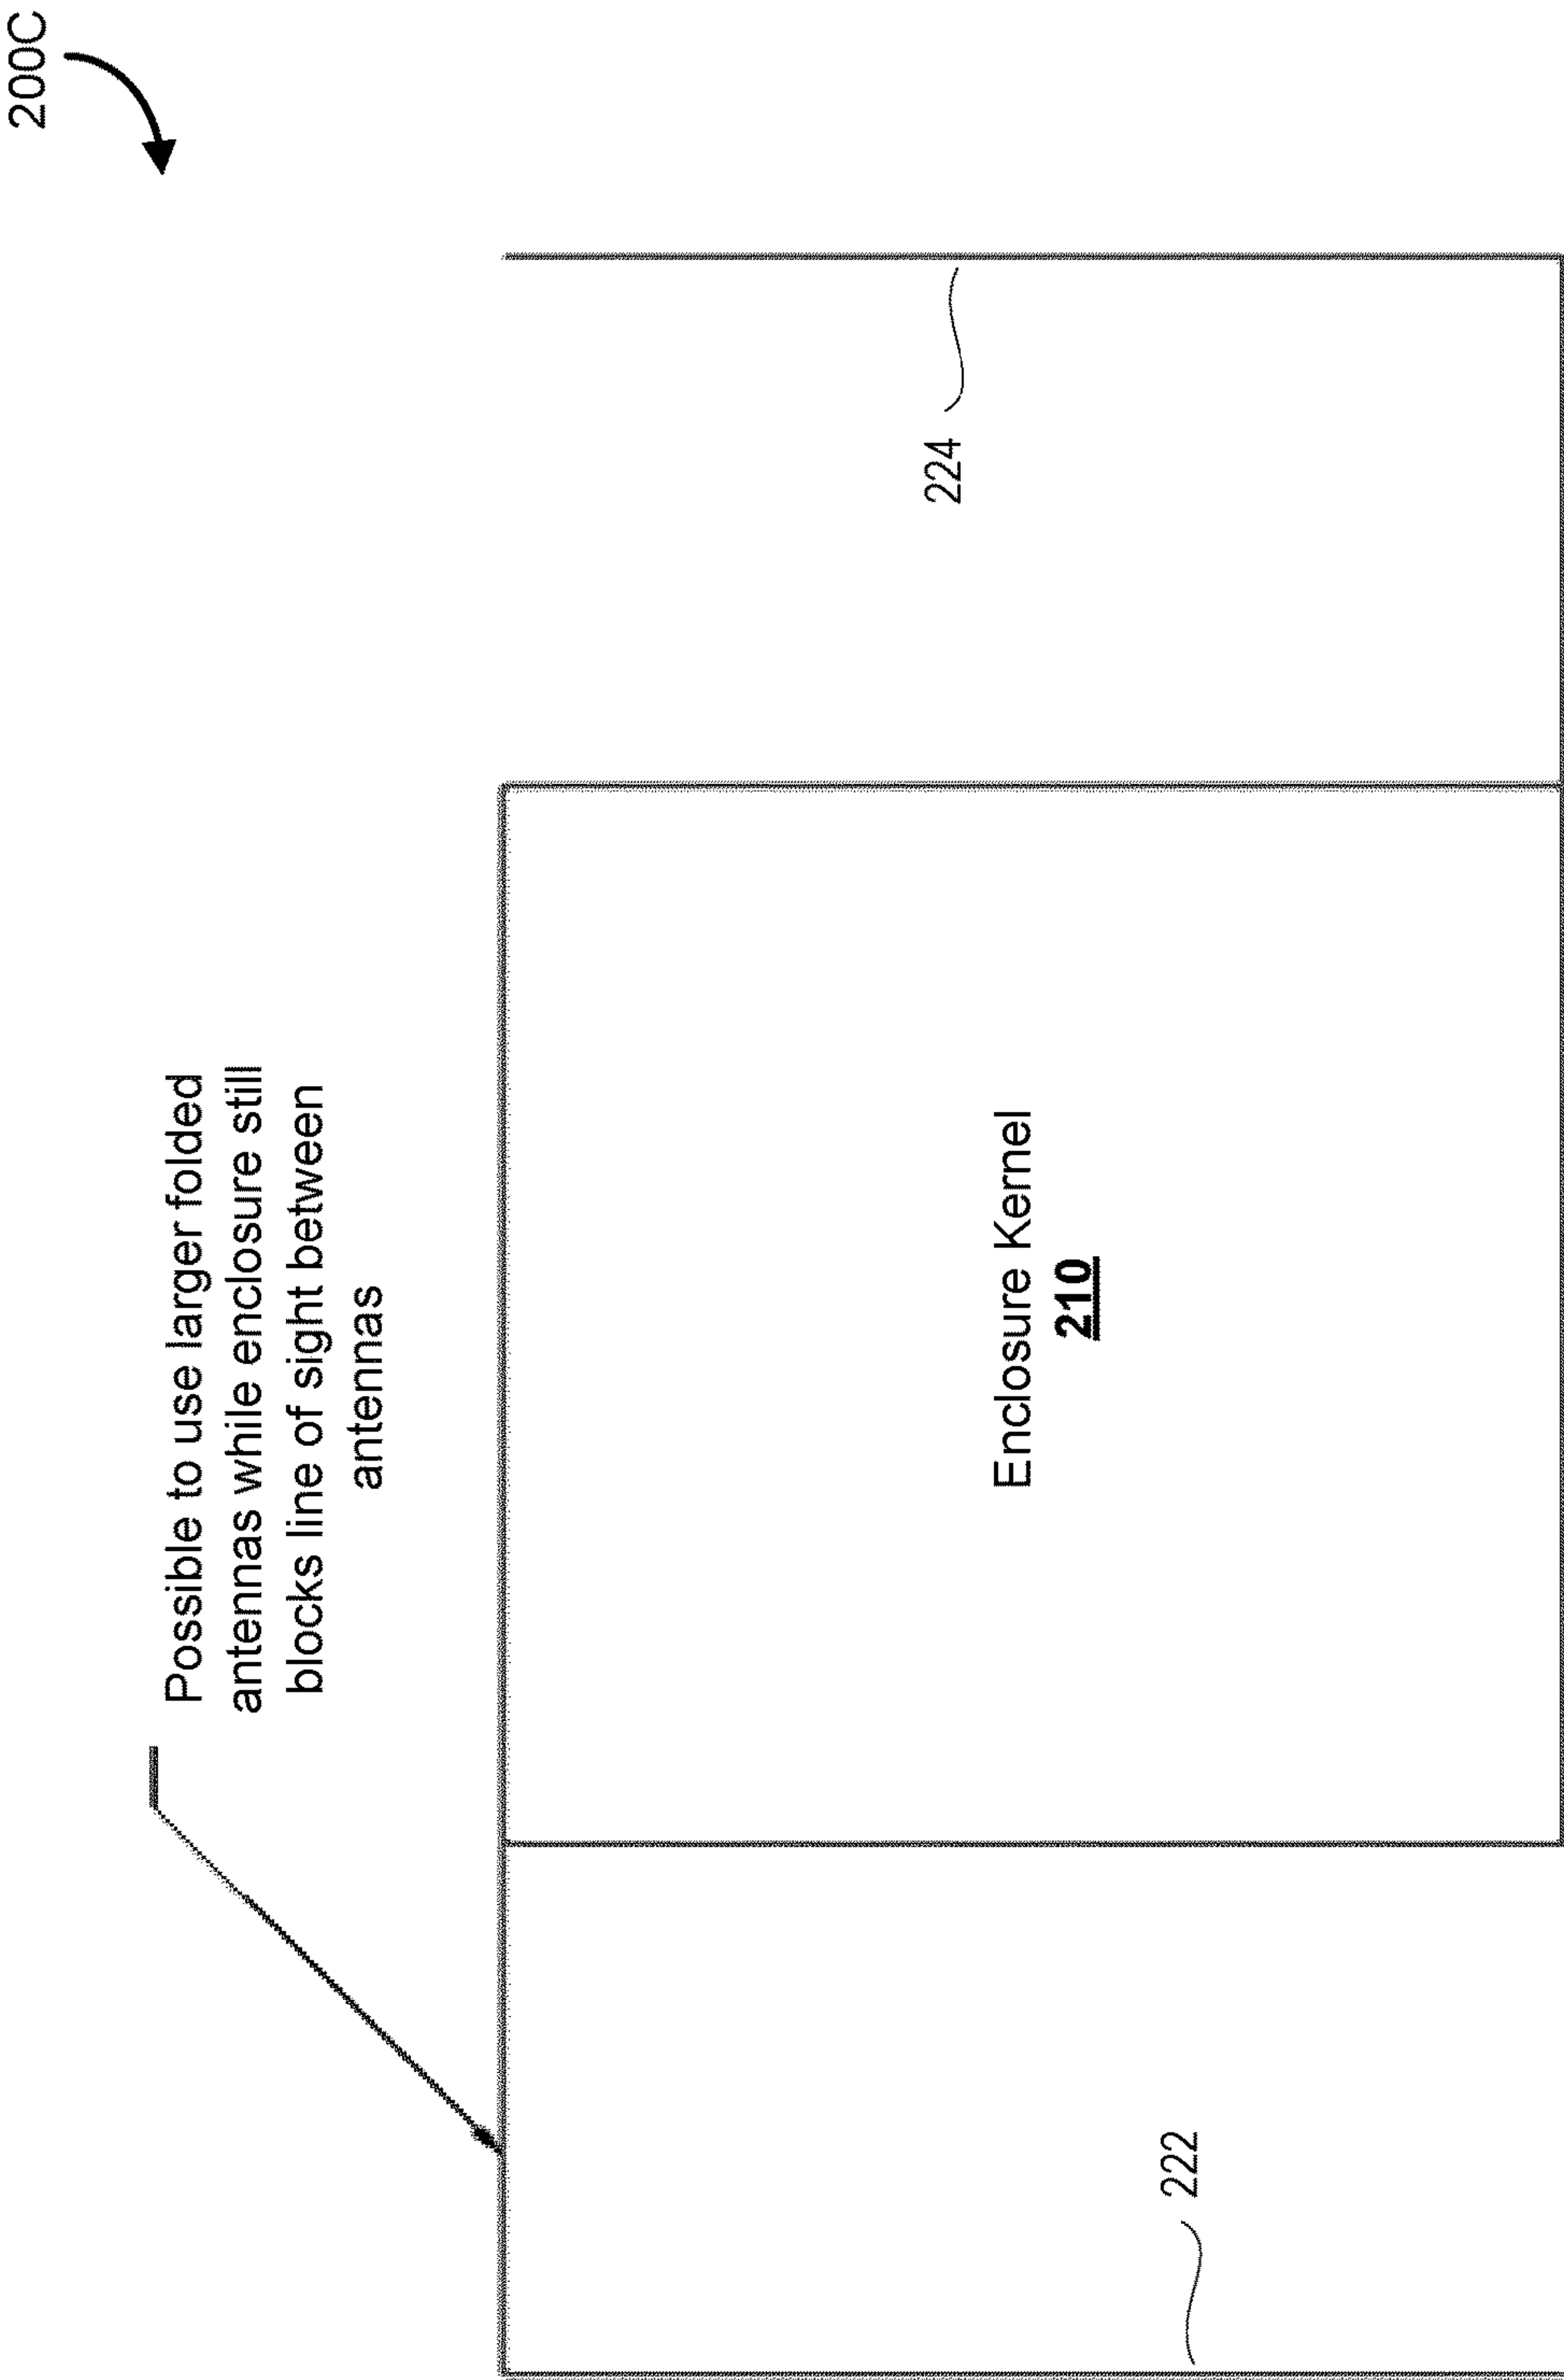 200C
Possible to use larger folded
antennas while enclosure still
blocks line of sight between
antennas
224
Enclosure Kernel
210
222